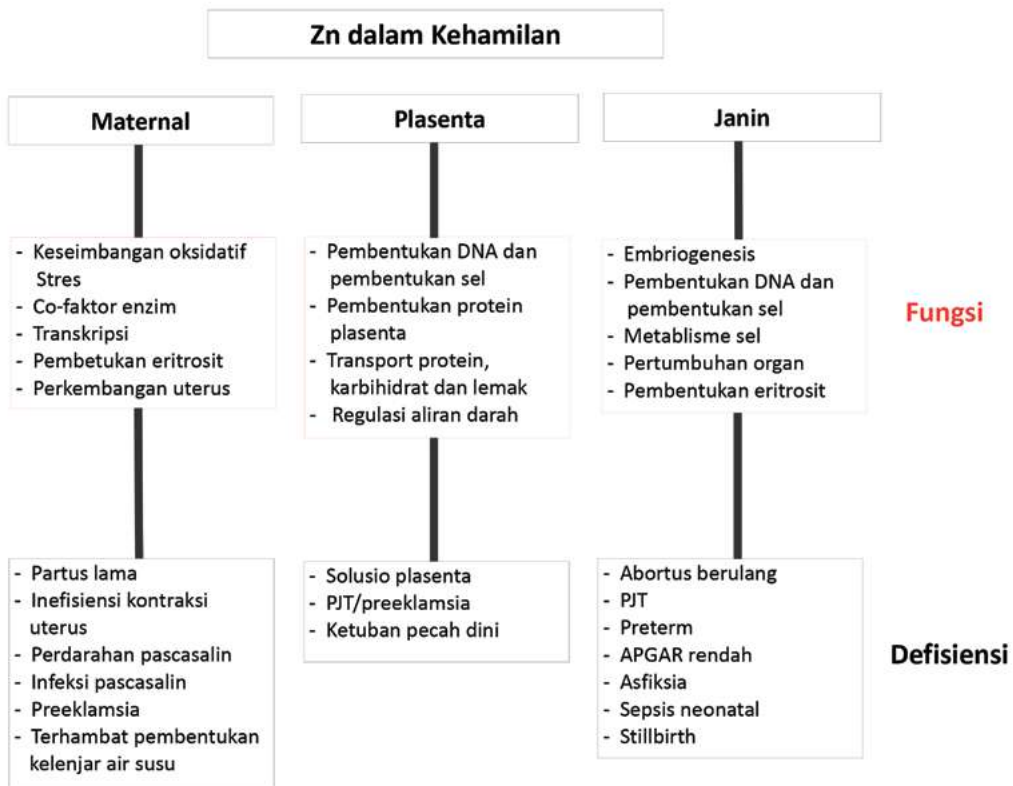 Zn dalam Kehamilan
Maternal
Plasenta
Janin
- Keseimbangan oksidatif
Stres
- Co-faktor enzim
- Transkripsi
- Pembetukan eritrosit
- Perkembangan uterus
- Pembentukan DNA dan
pembentukan sel
- Pembentukan protein
plasenta
- Transport protein,
karbihidrat dan lemak
- Regulasi aliran darah
- Embriogenesis
- Pembentukan DNA dan
pembentukan sel
- Metablisme sel
- Pertumbuhan organ
- Pembentukan eritrosit
Fungsi
- Partus lama
- Inefisiensi kontraksi
uterus
- Perdarahan pascasalin
- Infeksi pascasalin
- Preeklamsia
- Terhambat pembentukan
kelenjar air susu
- Solusio plasenta
- PJT/preeklamsia
- Ketuban pecah dini
- Abortus berulang
- PJT
- Preterm
- APGAR rendah
- Asfiksia
- Sepsis neonatal
- Stillbirth
Defisiensi